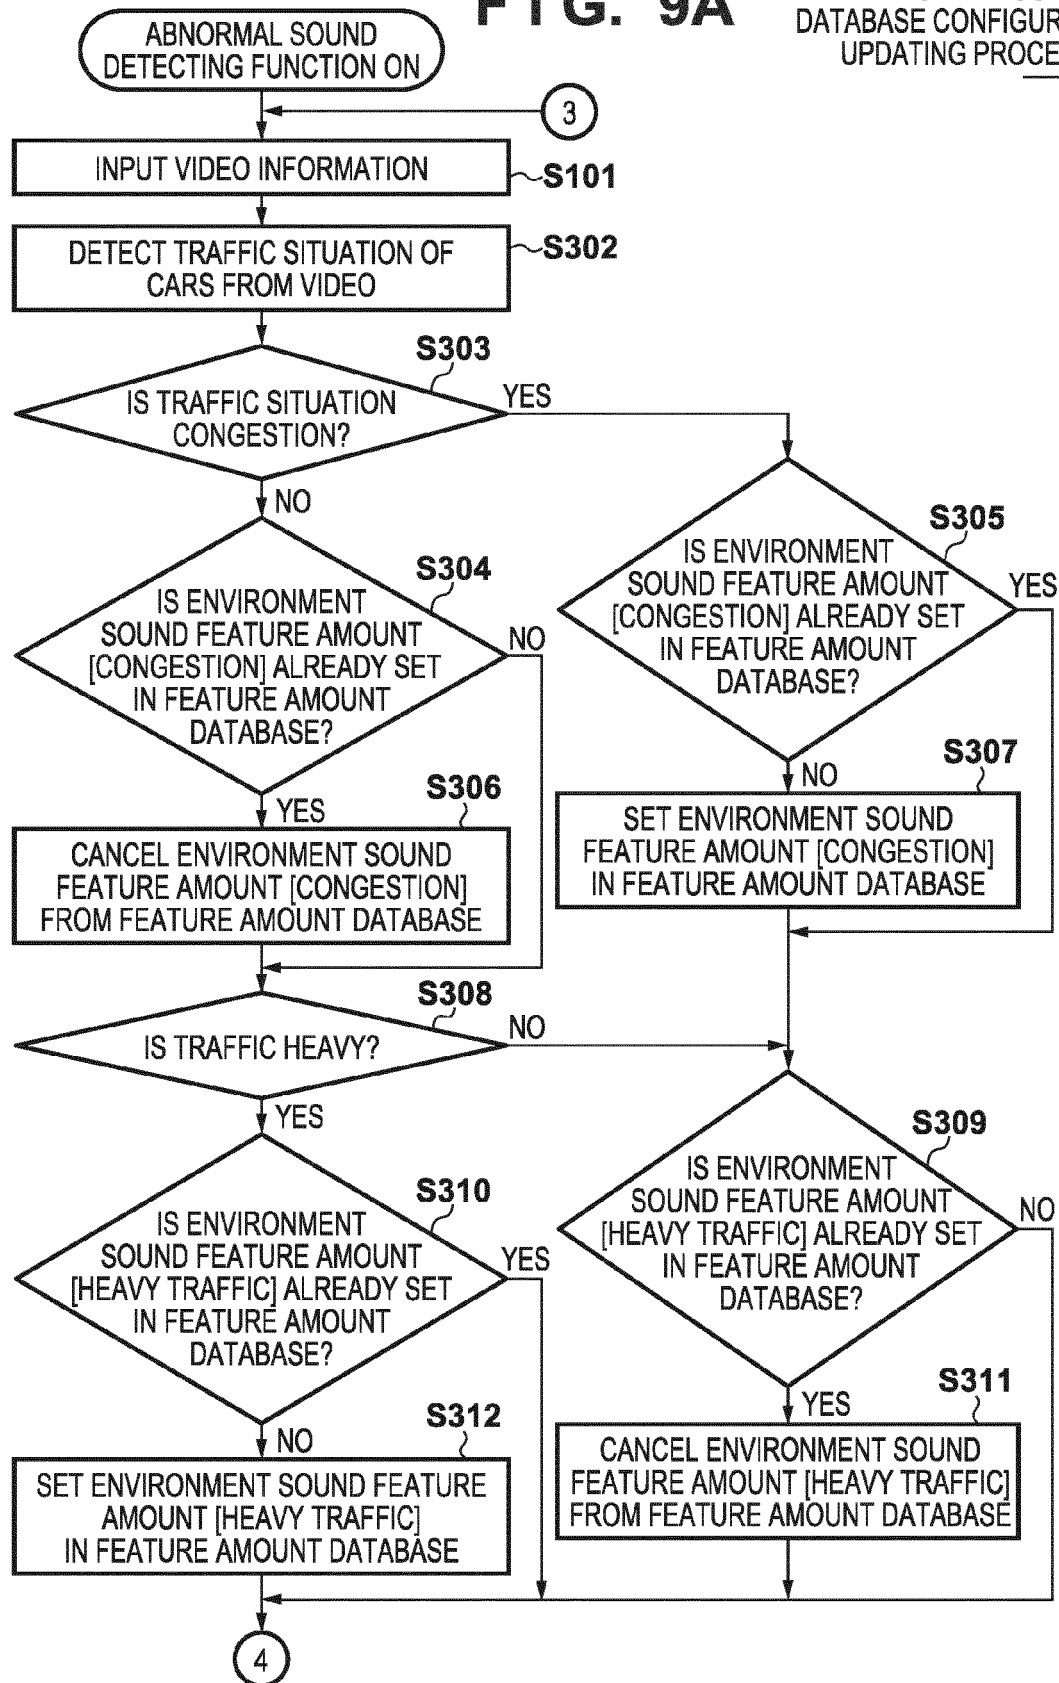 FIG. 9A
DATABASE
ABNORMAL SOUND
DETECTING FUNCTION ON
UPDATING
3
INPUT VIDEO INFORMATION
S101
DETECT TRAFFIC SITUATION OF
CARS FROM VIDEO
S302
S303
IS TRAFFIC SITUATION
CONGESTION?
YES
NO
S304
IS ENVIRONMENT
SOUND FEATURE AMOUNT
[CONGESTION] ALREADY SET
IN FEATURE AMOUNT
DATABASE?
NO
YES
S305
IS ENVIRONMENT
SOUND FEATURE AMOUNT
[CONGESTION] ALREADY SET
IN FEATURE AMOUNT
DATABASE?
YES
NO
S306
CANCEL ENVIRONMENT SOUND
FEATURE AMOUNT [CONGESTION]
FROM FEATURE AMOUNT DATABASE
S307
SET ENVIRONMENT SOUND
FEATURE AMOUNT [CONGESTION]
IN FEATURE AMOUNT DATABASE
S308
IS TRAFFIC HEAVY?
NO
YES
S309
IS ENVIRONMENT
SOUND FEATURE AMOUNT
[HEAVY TRAFFIC] ALREADY SET
IN FEATURE AMOUNT
DATABASE?
NO
YES
S310
IS ENVIRONMENT
SOUND FEATURE AMOUNT
[HEAVY TRAFFIC] ALREADY SET
IN FEATURE AMOUNT
DATABASE?
YES
NO
S311
CANCEL ENVIRONMENT SOUND
FEATURE AMOUNT [HEAVY TRAFFIC]
FROM FEATURE AMOUNT DATABASE
S312
SET ENVIRONMENT SOUND FEATURE
AMOUNT [HEAVY TRAFFIC]
IN FEATURE AMOUNT DATABASE
4